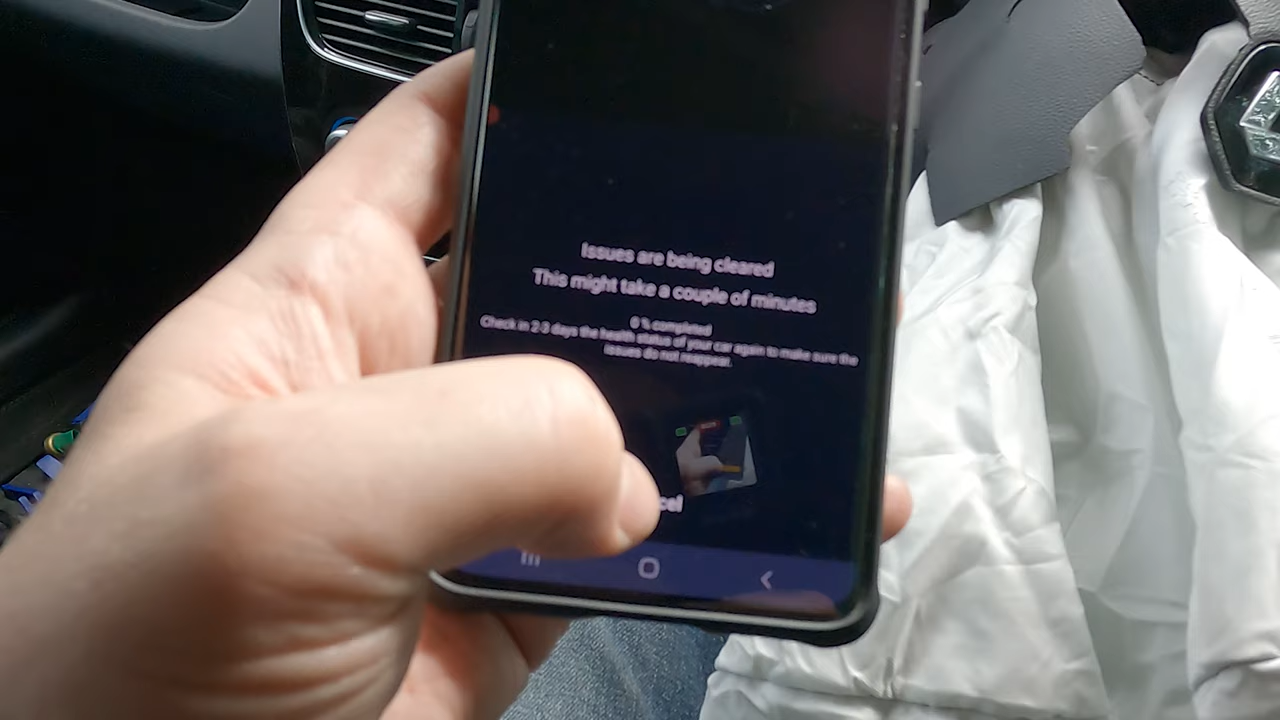 Issues are being cleared
This might take a couple of minutes
0 % completed
Check in 2-3 days the health status of your car again to make sure the
issues do not reappear.